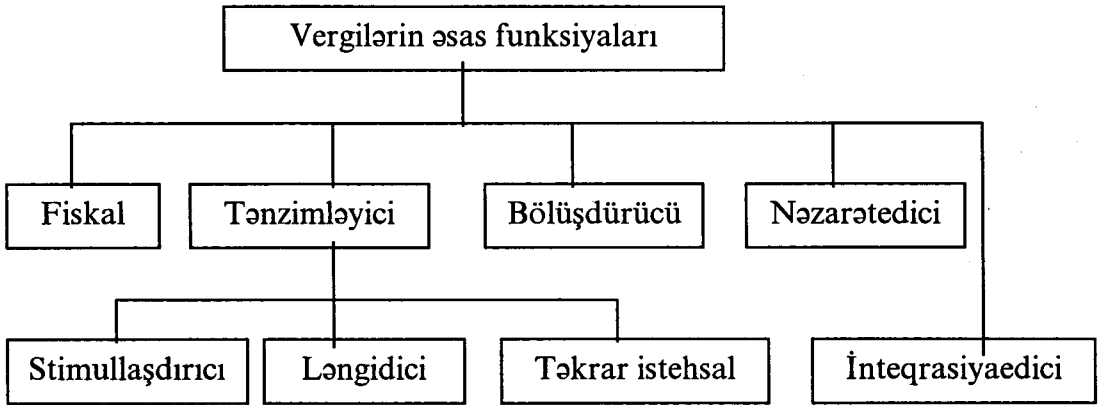 Vergilərin əsas funksiyaları
Fiskal
Tənzimləyici
Bölüşdürücü
Nəzarətedici
Stimullaşdırıcı
Ləngidici
Təkrar istehsal
İnteqrasiyaedici